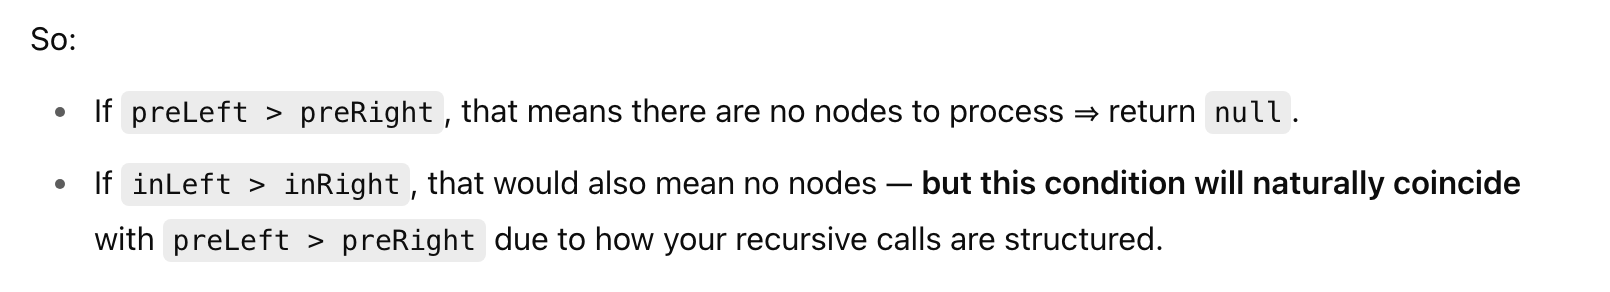 So:
If preLeft > preRight, that means there are no nodes to process ⇒ return null.
If inLeft > inRight, that would also mean no nodes — but this condition will naturally coincide
with preLeft > preRight due to how your recursive calls are structured.